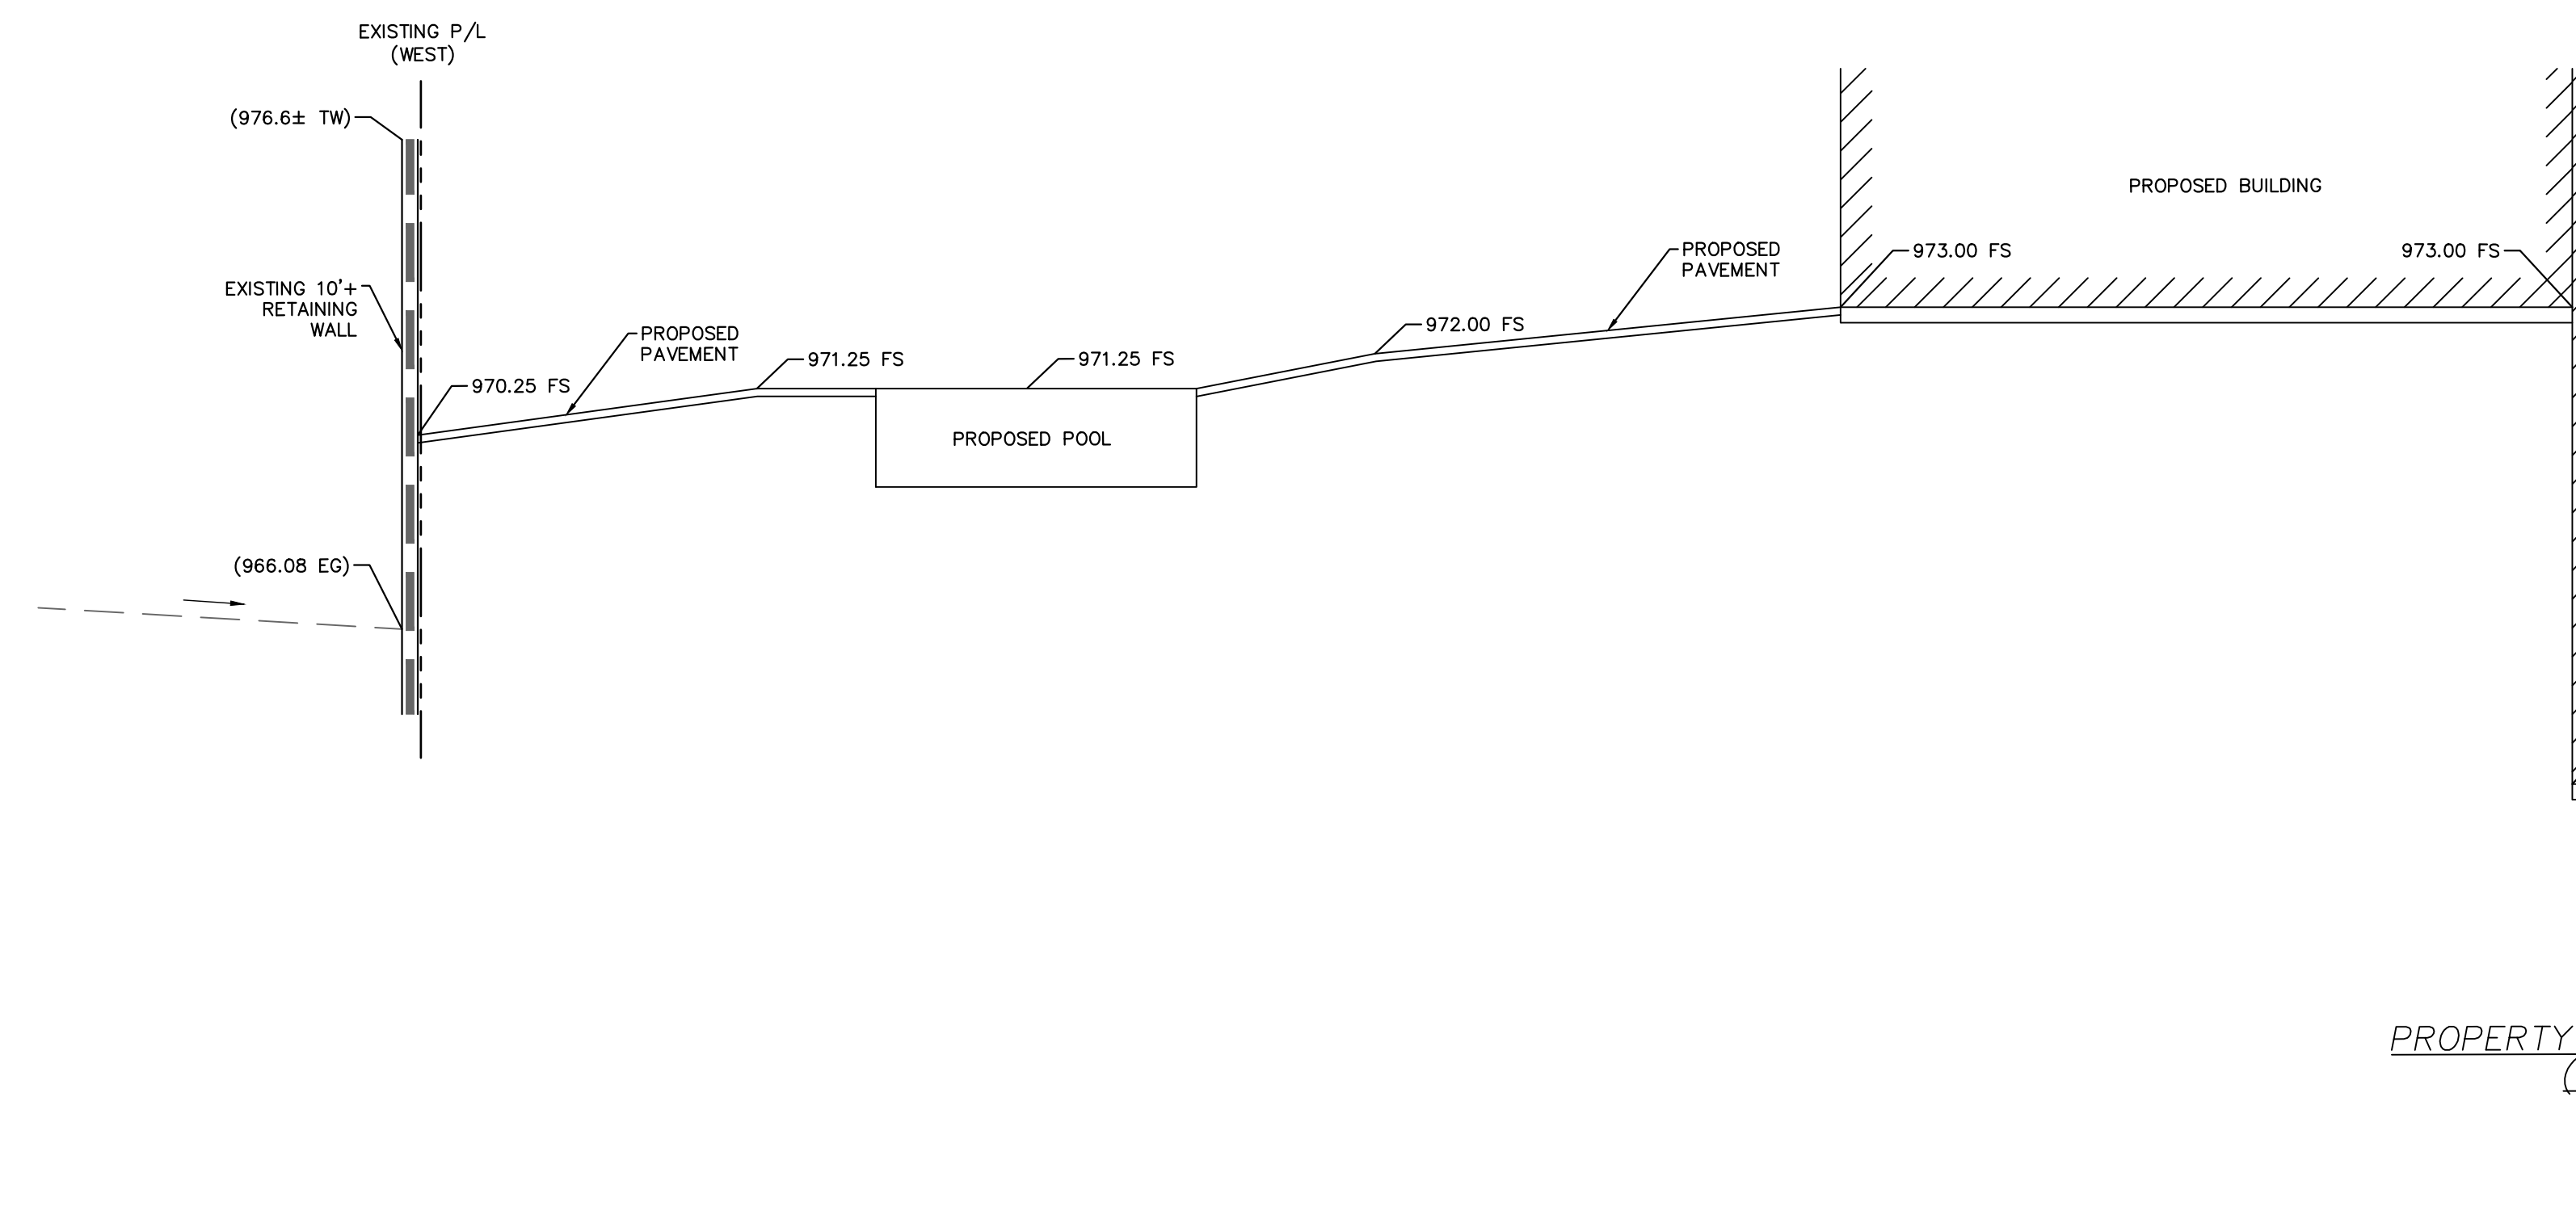 EXISTING P/L
(WEST)
(976.6± TW)
PROPOSED BUILDING
EXISTING 10'+
RETAINING
WALL
PROPOSED
PAVEMENT
973.00 FS
973.00 FS
PROPOSED
PAVEMENT
972.00 FS
971.25 FS
971.25 FS
970.25 FS
PROPOSED POOL
(966.08 EG)
PROPERTY
(